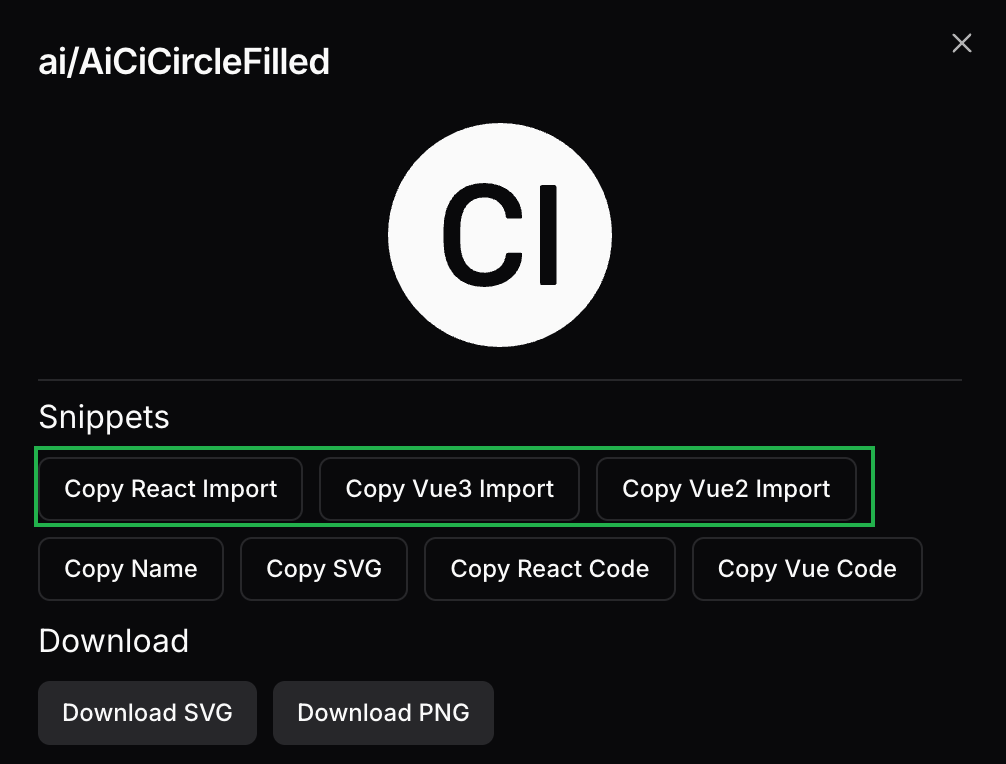 ai/AiCiCircleFilled
CI
Snippets
Copy React Import Copy Vue3 Import Copy Vue2 Import
Copy Name Copy SVG Copy React Code Copy Vue Code
Download
Download SVG Download PNG